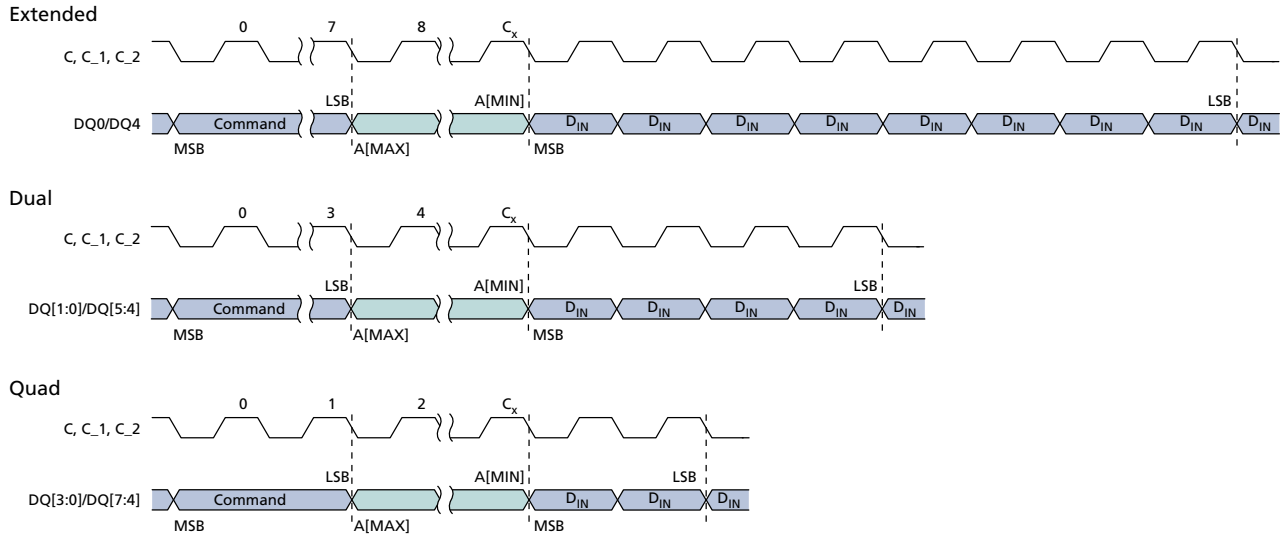 Extended
0 7 8 Cx
C, C_1, C_2
LSB A[MIN] LSB
DQ0/DQ4 Command DIN DIN DIN DIN DIN DIN DIN DIN DIN
MSB A[MAX] MSB
Dual
0 3 4 Cx
C, C_1, C_2
LSB A[MIN] LSB
DQ[1:0]/DQ[5:4] Command DIN DIN DIN DIN DIN
MSB A[MAX] MSB
Quad
0 1 2 Cx
C, C_1, C_2
LSB A[MIN] LSB
DQ[3:0]/DQ[7:4] Command DIN DIN DIN
MSB A[MAX] MSB